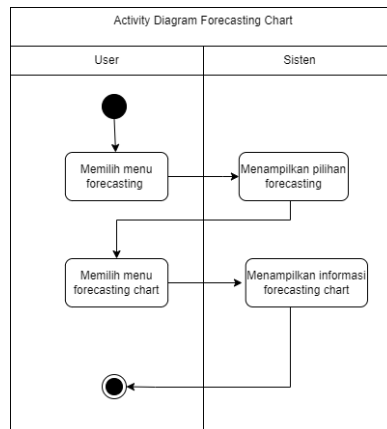 Activity Diagram Forecasting Chart
User
Sisten
Memilih menu
forecasting
Menampilkan pilihan
forecasting
Memilih menu
forecasting chart
Menampilkan informasi
forecasting chart